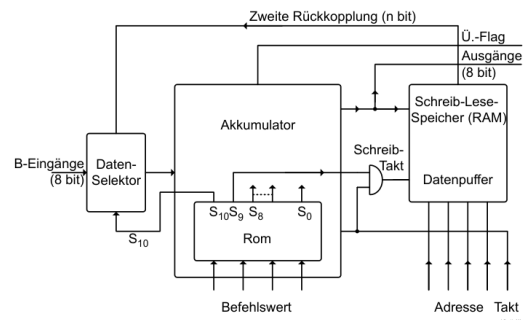 Zweite Rückkopplung (n bit)
Ü.-Flag
Ausgänge
(8 bit)
Akkumulator
Schreib-Lese-
Speicher (RAM)
Schreib-
Takt
B-Eingänge
(8 bit)
Daten-
Selektor
Datenpuffer
S10 S9 S8 S0
S10
Rom
Befehlswert
Adresse Takt